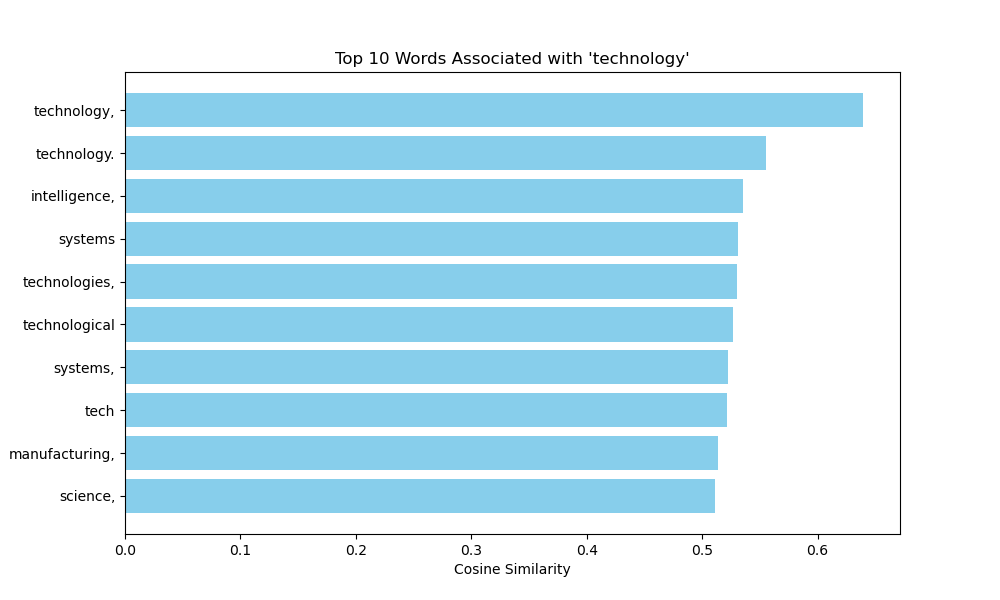 Top 10 Words Associated with 'technology'
technology,
technology.
intelligence,
systems
technologies,
technological
systems,
tech
manufacturing,
science,
0.0 0.1 0.2 0.3 0.4 0.5 0.6
Cosine Similarity